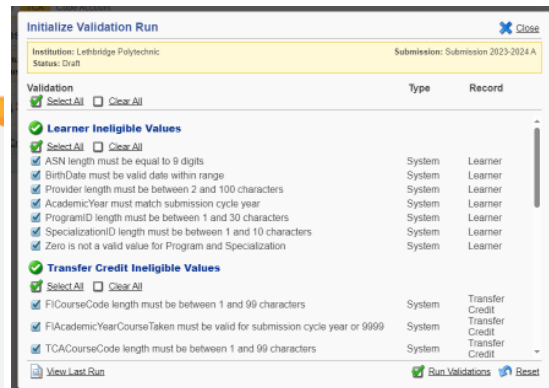 Code Account
Initialize Validation Run
Close
Institution: Lethbridge Polytechnic
Submission: Submission 2023-2024 A
Status: Draft
Validation Type Record
Select All Clear All
Learner Ineligible Values
Select All Clear All
ASN length must be equal to 9 digits System Learner
BirthDate must be valid date within range System Learner
Provider length must be between 2 and 100 characters System Learner
AcademicYear must match submission cycle year System Learner
ProgramID length must be between 1 and 30 characters System Learner
SpecializationID length must be between 1 and 10 characters System Learner
Zero is not a valid value for Program and Specialization System Learner
Transfer Credit Ineligible Values
Select All Clear All
FICourseCode length must be between 1 and 99 characters System Transfer Credit
FIAcademicYearCourseTaken must be valid for submission cycle year or 9999 System Transfer Credit
TCACourseCode length must be between 1 and 99 characters System Transfer Credit
View Last Run
Run Validations
Reset